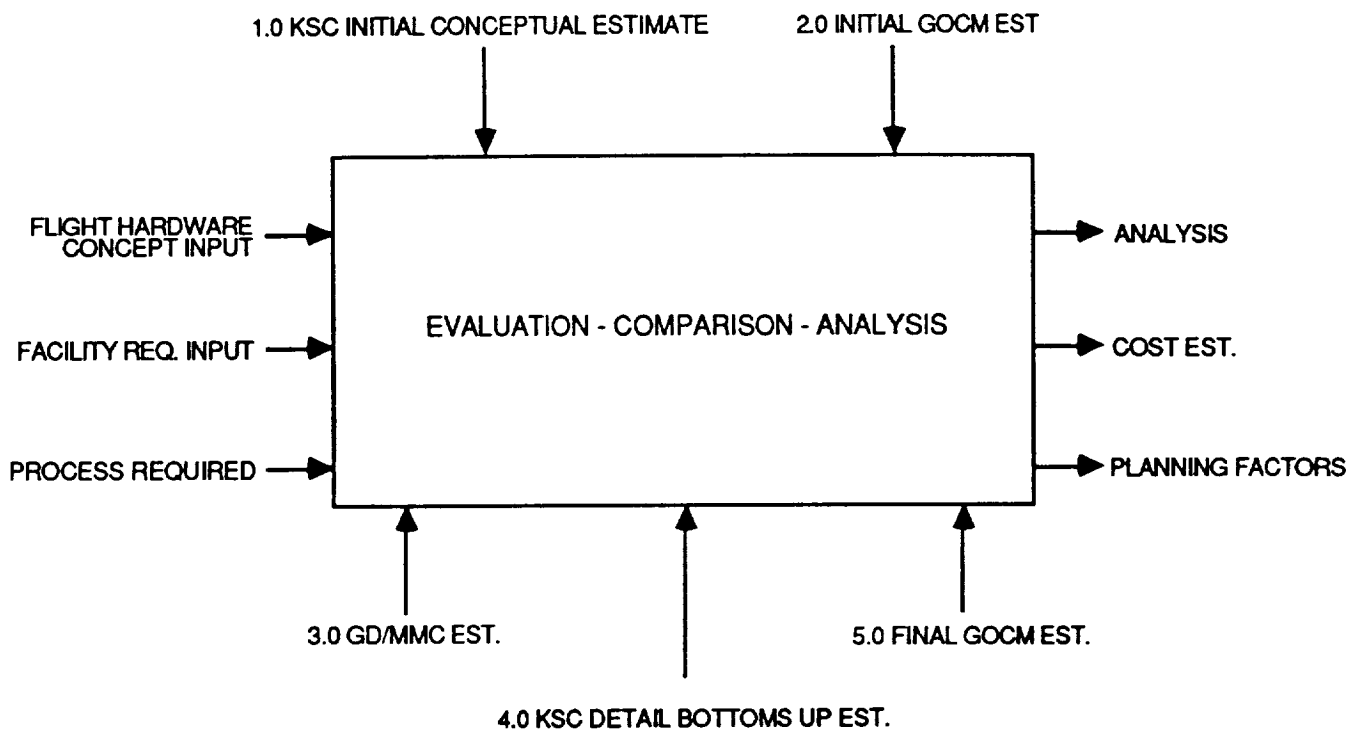 1.0 KSC INITIAL CONCEPTUAL ESTIMATE
2.0 INITIAL GOCM EST
FLIGHT HARDWARE
CONCEPT INPUT
ANALYSIS
EVALUATION - COMPARISON - ANALYSIS
FACILITY REQ. INPUT
COST EST.
PROCESS REQUIRED
PLANNING FACTORS
3.0 GD/MMC EST.
5.0 FINAL GOCM EST.
4.0 KSC DETAIL BOTTOMS UP EST.